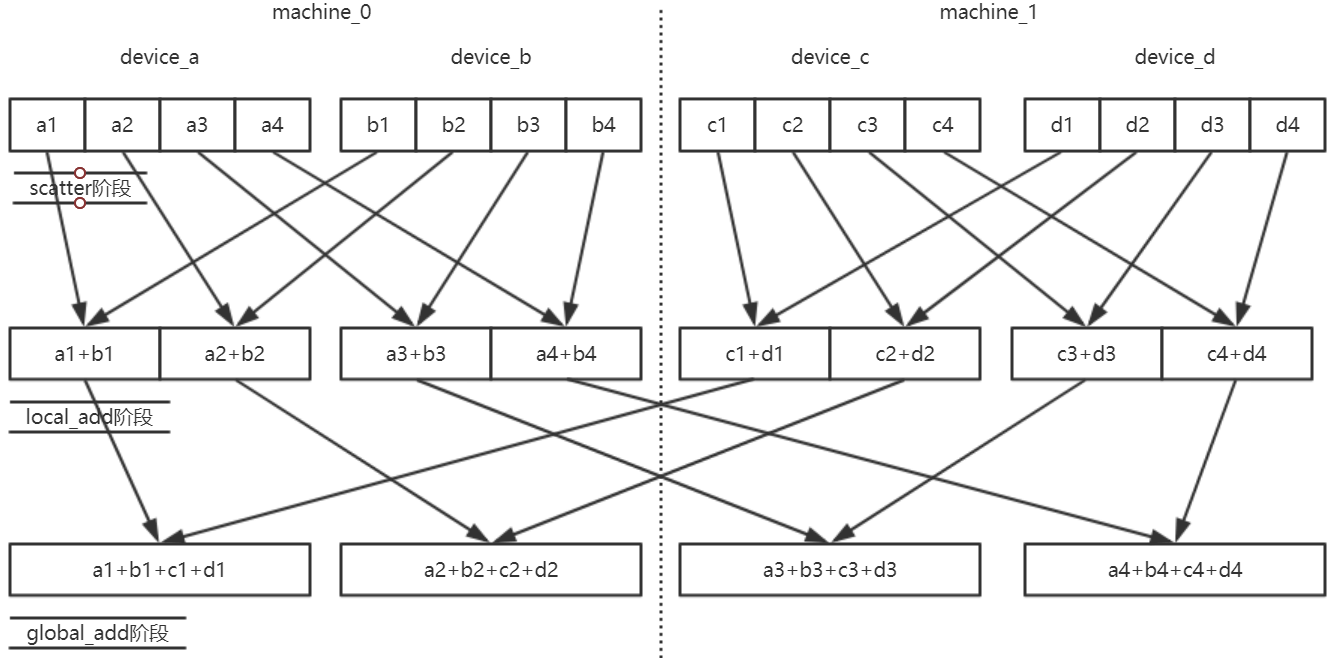 machine_0 machine_1
device_a device_b device_c device_d
a1 a2 a3 a4 b1 b2 b3 b4 c1 c2 c3 c4 d1 d2 d3 d4
scatter阶段
a1+b1 a2+b2 a3+b3 a4+b4 c1+d1 c2+d2 c3+d3 c4+d4
local_add阶段
a1+b1+c1+d1 a2+b2+c2+d2 a3+b3+c3+d3 a4+b4+c4+d4
global_add阶段